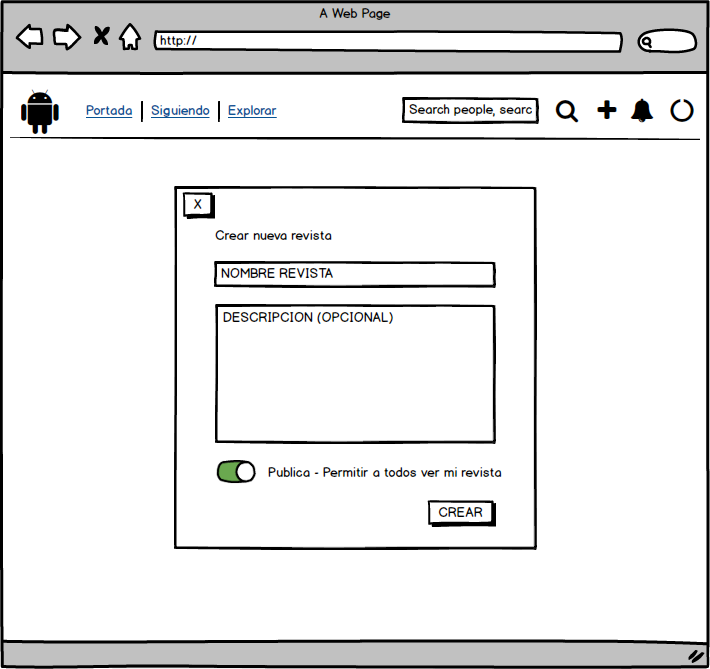 A Web Page
http://
Portada | Siguiendo | Explorar
Search people, searc
X
Crear nueva revista
NOMBRE REVISTA
DESCRIPCION (OPCIONAL)
Publica - Permitir a todos ver mi revista
CREAR